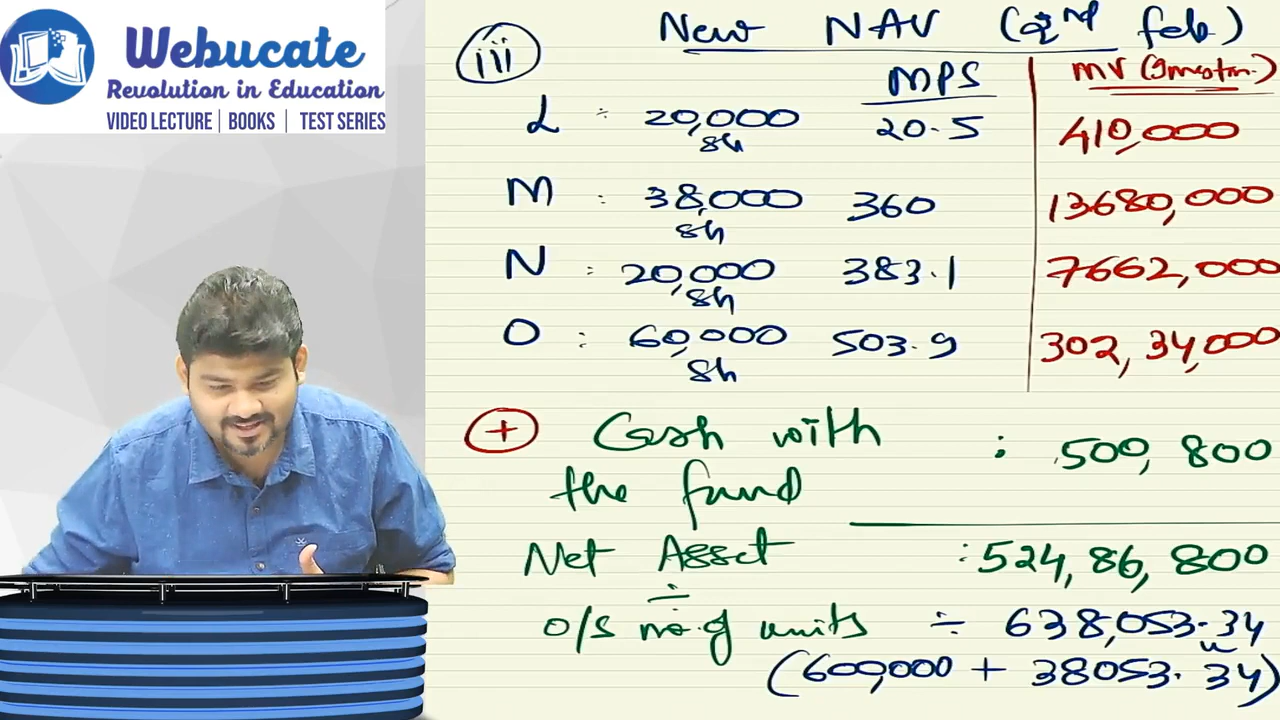 Webucate
Revolution in Education
VIDEO LECTURE | BOOKS | TEST SERIES
iii New NAV (2nd feb)
MPS MV (Investm.)
L : 20,000 sh 20.5 410,000
M : 38,000 sh 360 13680,000
N : 20,000 sh 383.1 7662,000
O : 60,000 sh 503.9 302,34,000
+ Cash with : 500,800
the fund
Net Asset : 524,86,800
÷
o/s no. of units ÷ 638,053.34
(600,000 + 38053.34)